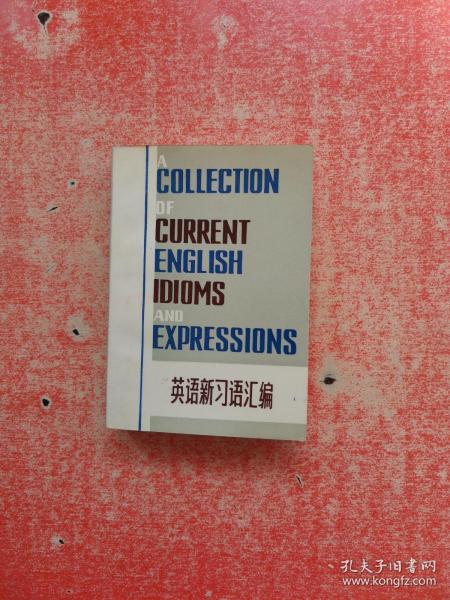 A
COLLECTION
OF
CURRENT
ENGLISH
IDIOMS
AND
EXPRESSIONS
英语新习语汇编
孔夫子旧书网
www.kongfz.com